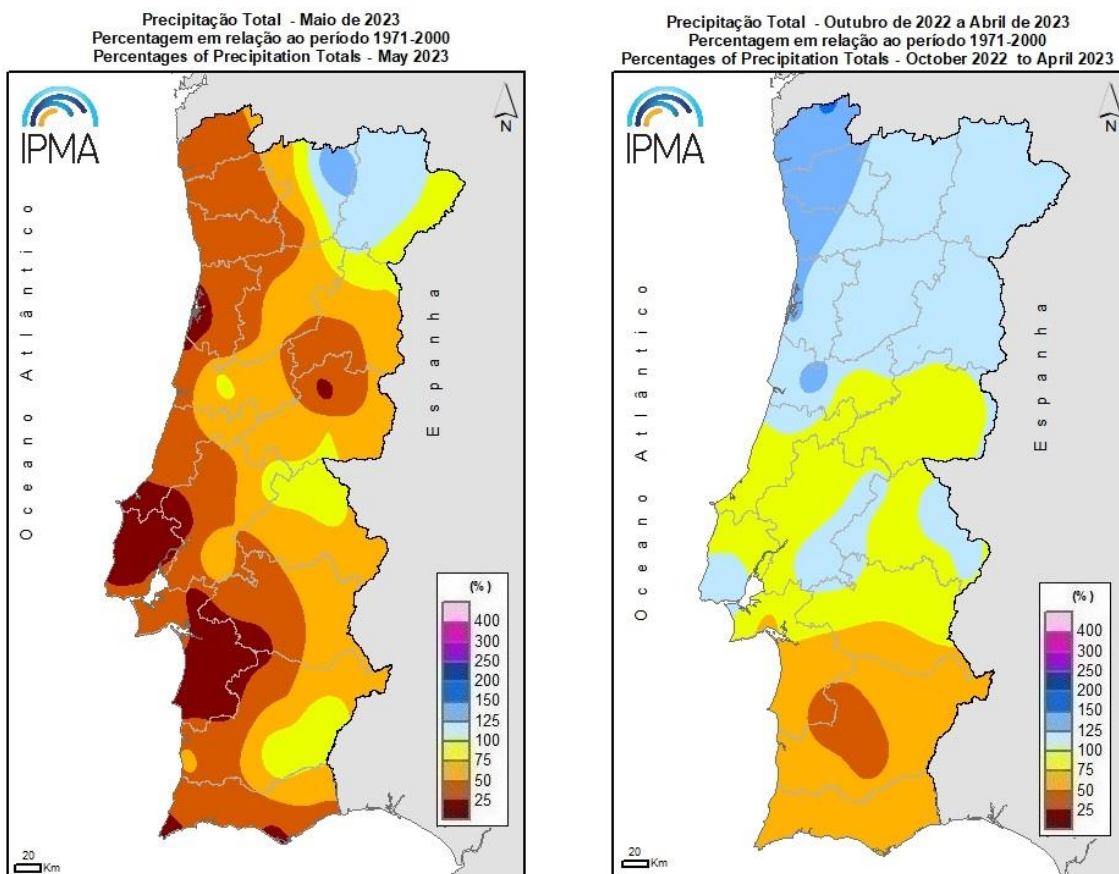 Precipitação Total - Maio de 2023
Percentagem em relação ao período 1971-2000
Percentages of Precipitation Totals - May 2023
IPMA
N
Oceano Atlântico
Espanha
(%)
400
300
250
200
150
125
100
75
50
25
20
Km
Precipitação Total - Outubro de 2022 a Abril de 2023
Percentagem em relação ao período 1971-2000
Percentages of Precipitation Totals - October 2022 to April 2023
IPMA
N
Oceano Atlântico
Espanha
(%)
400
300
250
200
150
125
100
75
50
25
20
Km